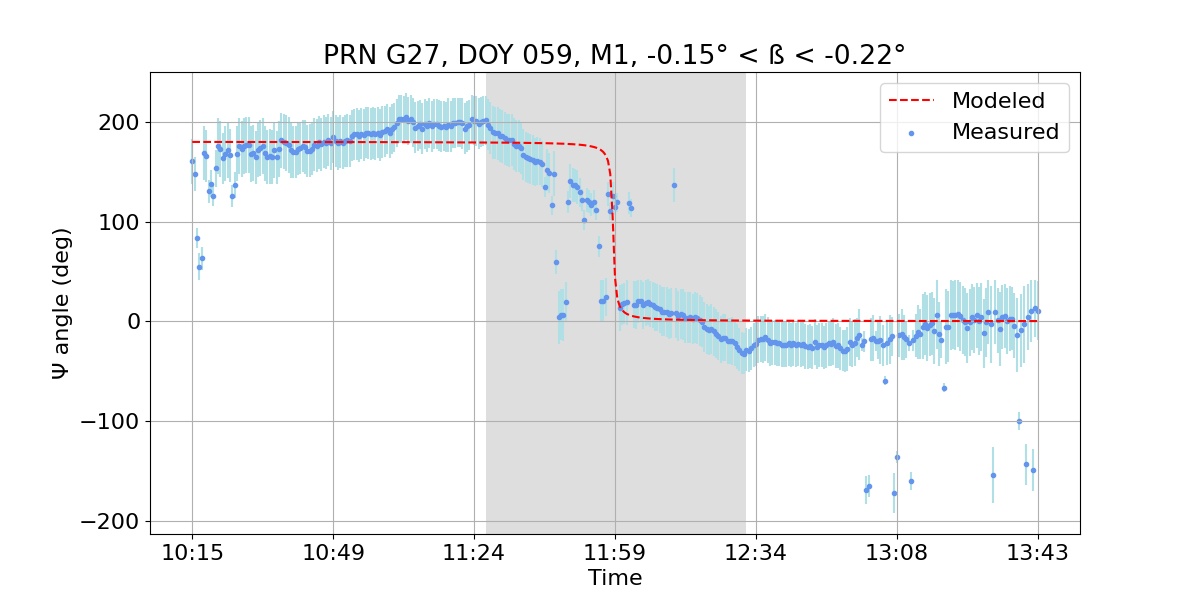 PRN G27, DOY 059, M1, -0.15° < ß < -0.22°
Modeled
Measured
Ψ angle (deg)
200
100
0
−100
−200
10:15 10:49 11:24 11:59 12:34 13:08 13:43
Time